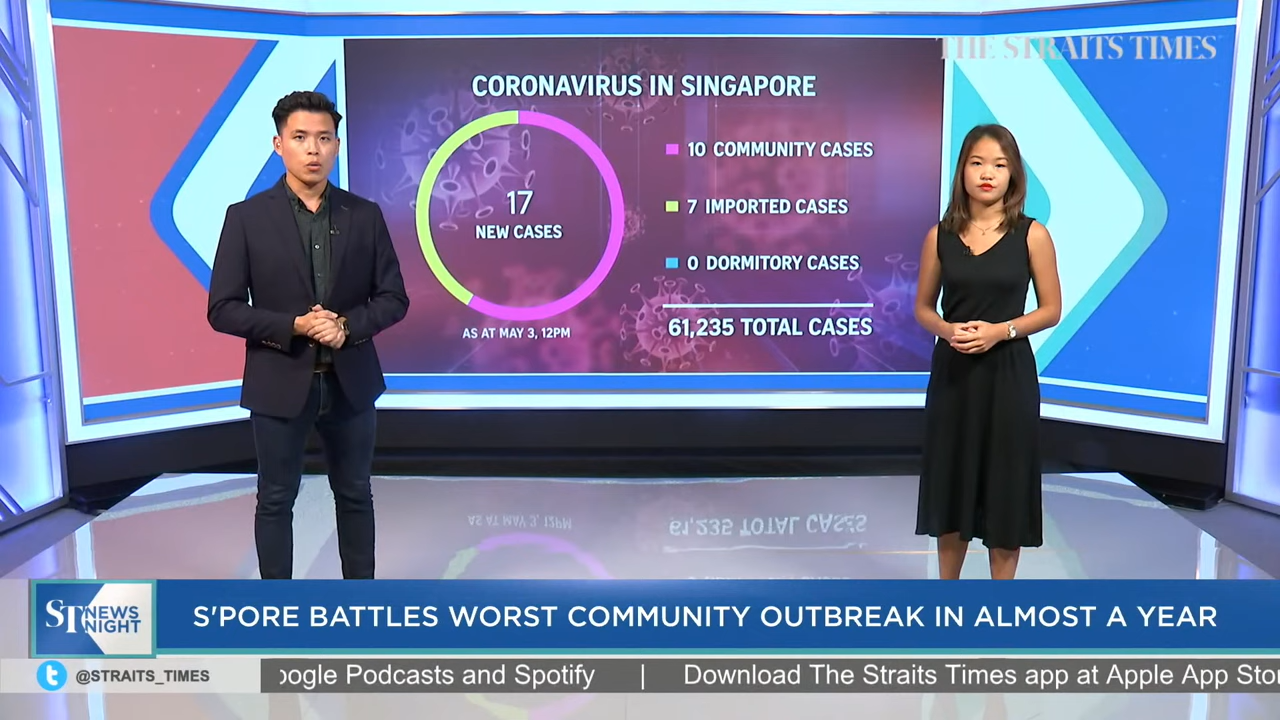 THE STRAITS TIMES
CORONAVIRUS IN SINGAPORE
17
NEW CASES
AS AT MAY 3, 12PM
10 COMMUNITY CASES
7 IMPORTED CASES
0 DORMITORY CASES
61,235 TOTAL CASES
ST NEWS NIGHT
S'PORE BATTLES WORST COMMUNITY OUTBREAK IN ALMOST A YEAR
@STRAITS_TIMES
oogle Podcasts and Spotify | Download The Straits Times app at Apple App Stor